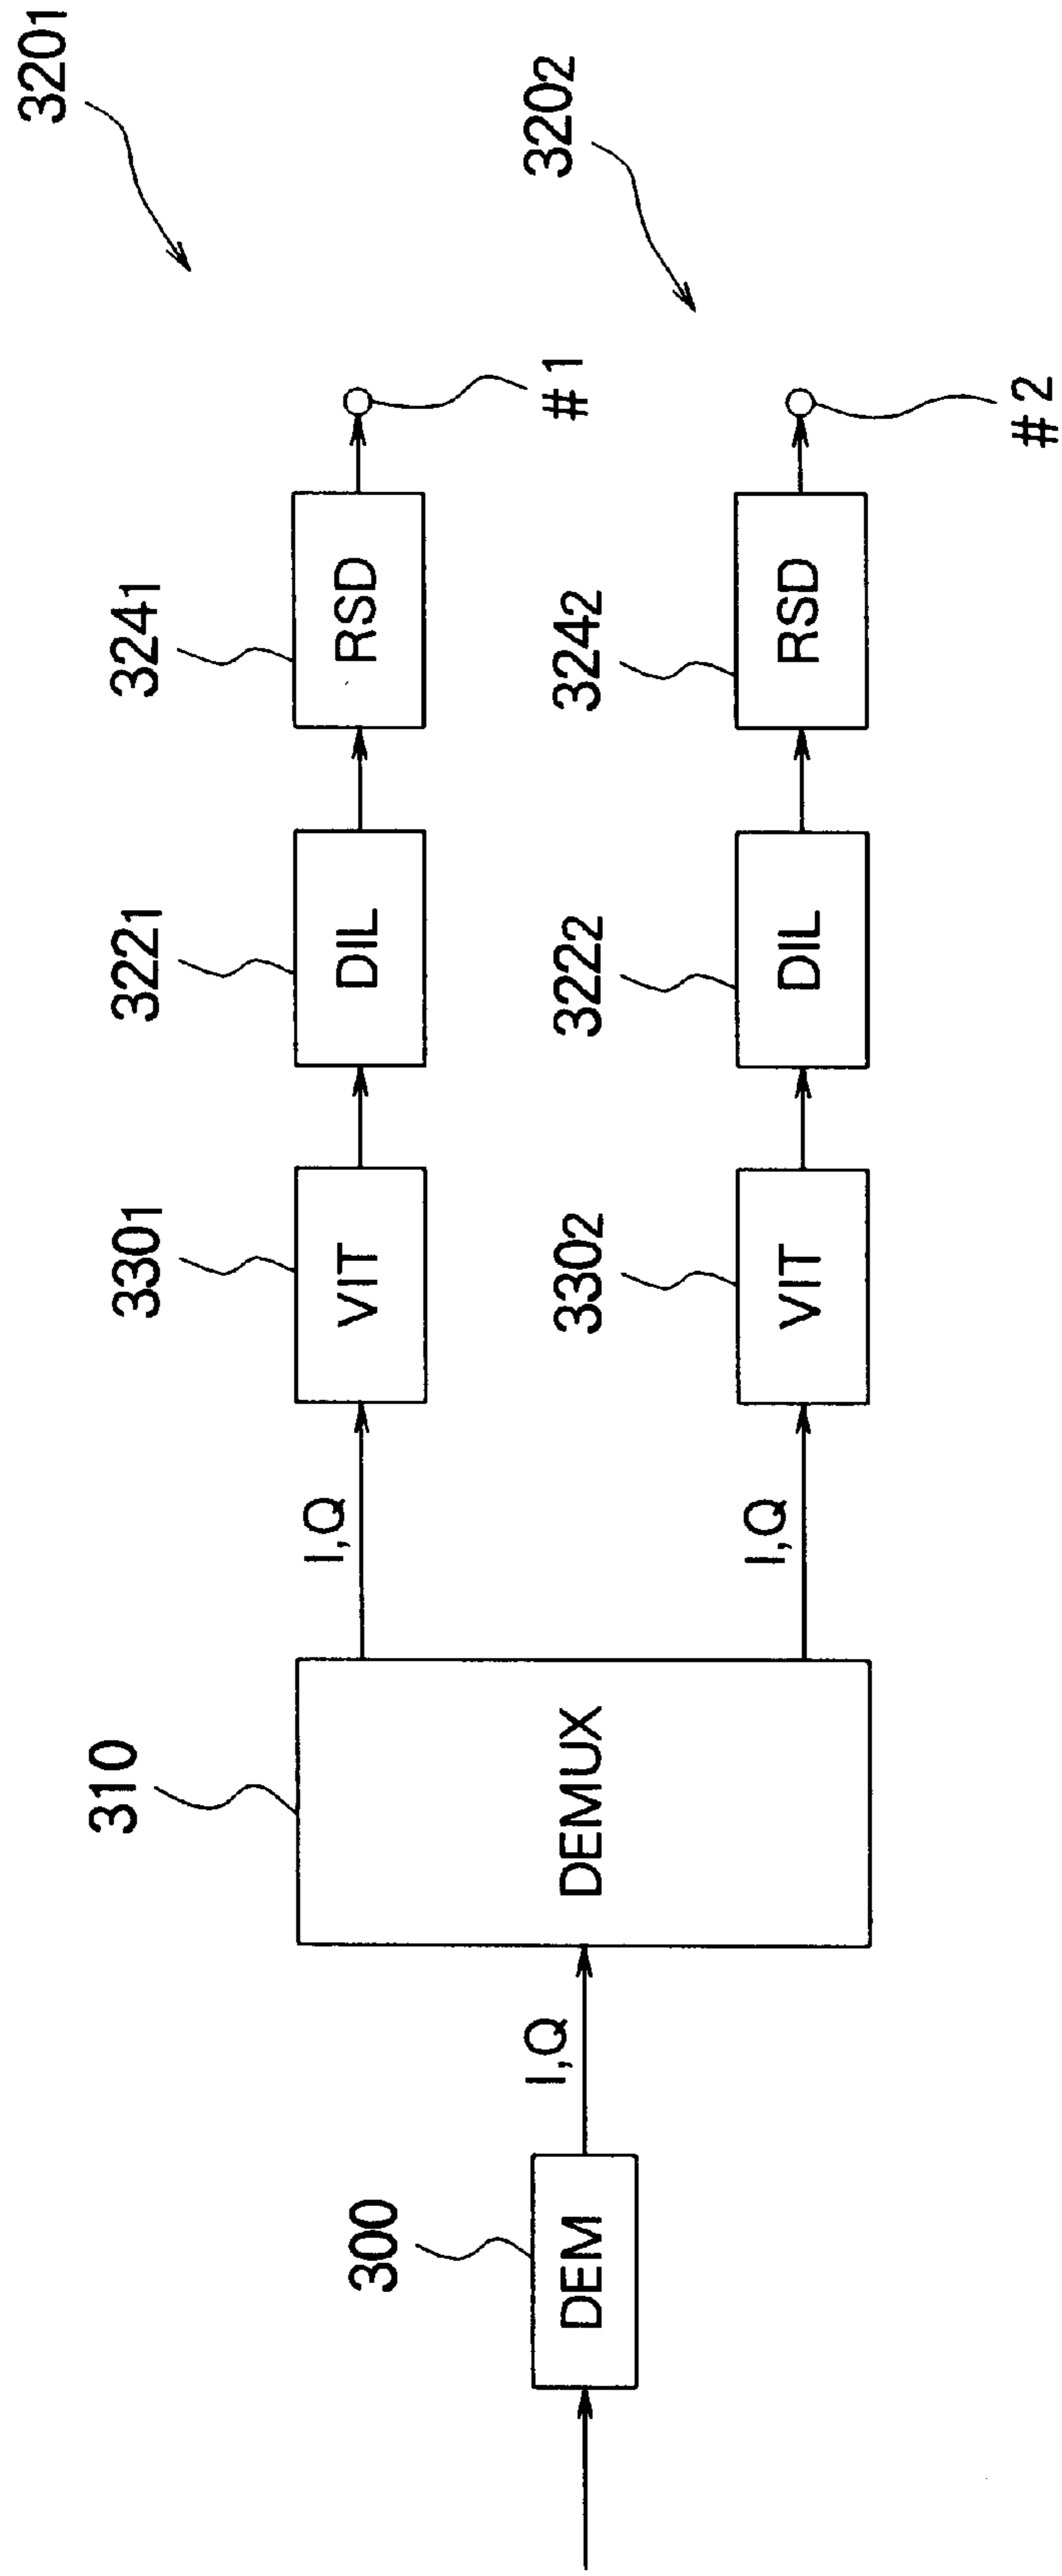 320₁
320₂
324₁
RSD
#1
324₂
RSD
#2
322₁
DIL
322₂
DIL
330₁
VIT
330₂
VIT
I,Q
I,Q
310
DEMUX
I,Q
300
DEM